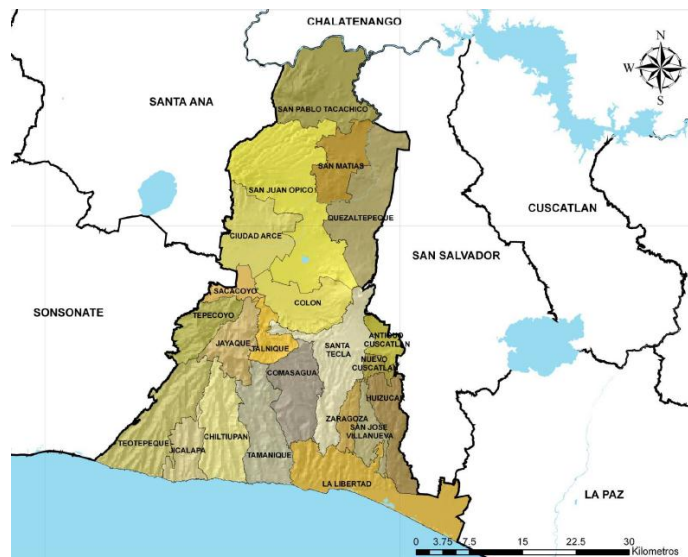 CHALATENANGO
N
W
E
S
SANTA ANA
SAN PABLO TACACHICO
SAN MATIAS
SAN JUAN OPICO
QUEZALTEPEQUE
CUSCATLAN
CIUDAD ARCE
SAN SALVADOR
SACACOYO
COLON
SONSONATE
TEPECOYO
JAYAQUE
TALNIQUE
SANTA
TECLA
ANTIGUO
CUSCATLAN
NUEVO
CUSCATLAN
COMASAGUA
HUIZUCAR
ZARAGOZA
SAN JOSE
VILLANUEVA
TEOTEPEQUE
JICALAPA
CHILTIUPAN
TAMANIQUE
LA LIBERTAD
LA PAZ
0 3.75 7.5 15 22.5 30
Kilometros